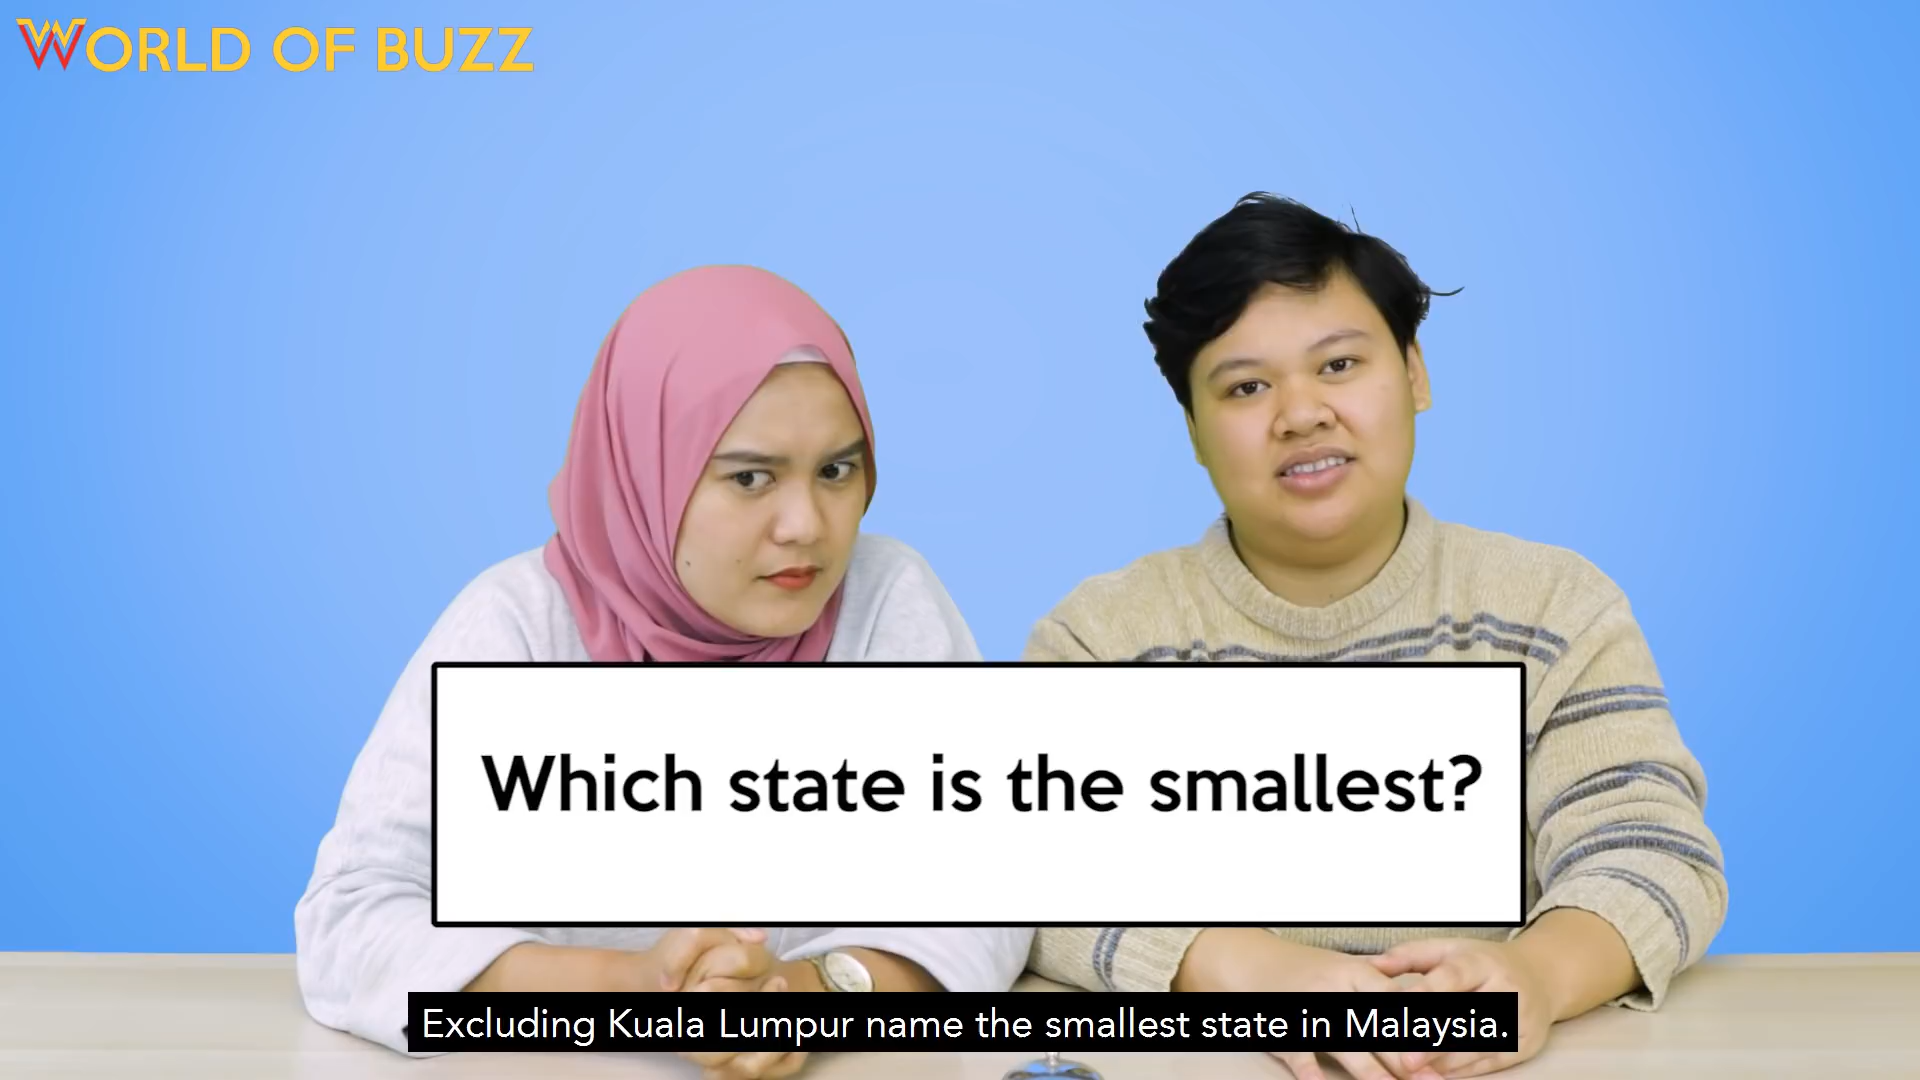 WORLD OF BUZZ
Which state is the smallest?
Excluding Kuala Lumpur name the smallest state in Malaysia.